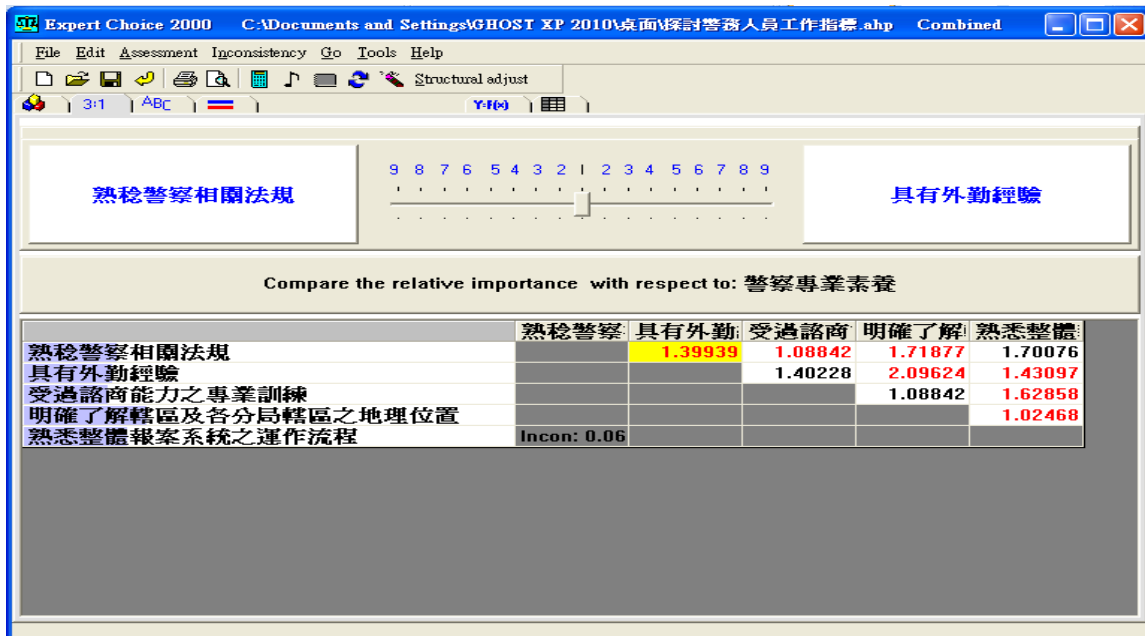 Expert Choice 2000 C:\Documents and Settings\GHOST XP 2010\桌面\探討警務人員工作指標.ahp Combined
File Edit Assessment Inconsistency Go Tools Help
Structural adjust
3:1 ABC Y=F(x)
9 8 7 6 5 4 3 2 1 2 3 4 5 6 7 8 9
熟稔警察相關法規 具有外勤經驗
Compare the relative importance with respect to: 警察專業素養
熟稔警察 具有外勤 受過諮商 明確了解 熟悉整體
熟稔警察相關法規 1.39939 1.08842 1.71877 1.70076
具有外勤經驗 1.40228 2.09624 1.43097
受過諮商能力之專業訓練 1.08842 1.62858
明確了解轄區及各分局轄區之地理位置 1.02468
熟悉整體報案系統之運作流程 Incon: 0.06